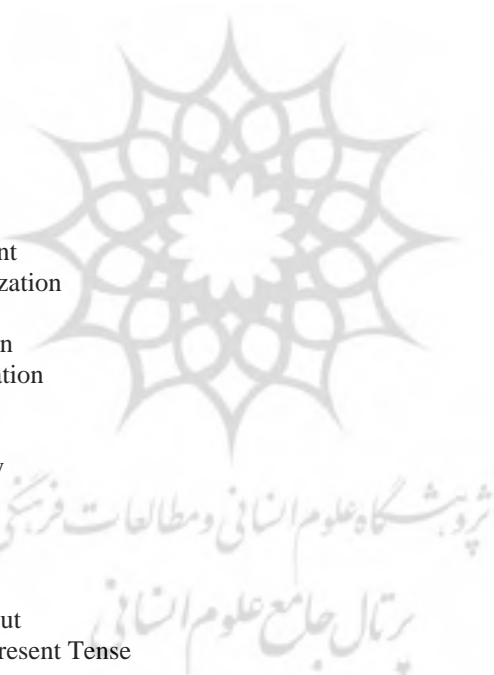 nt
zation
n
ation
y
پژوهشگاه علوم انسانی و مطالعات فرهنگی
پرتال جامع علوم انسانی
ut
resent Tense